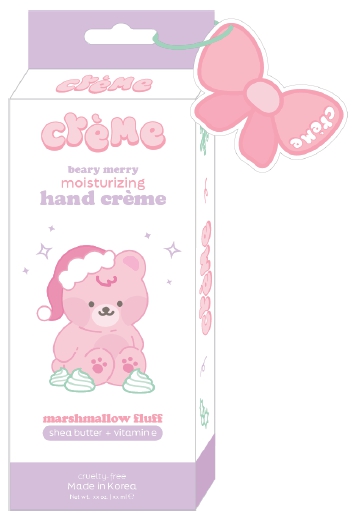 crème
crème
crème
beary merry
moisturizing
hand crème
marshmallow fluff
shea butter + vitamin e
cruelty free
Made in Korea
crème